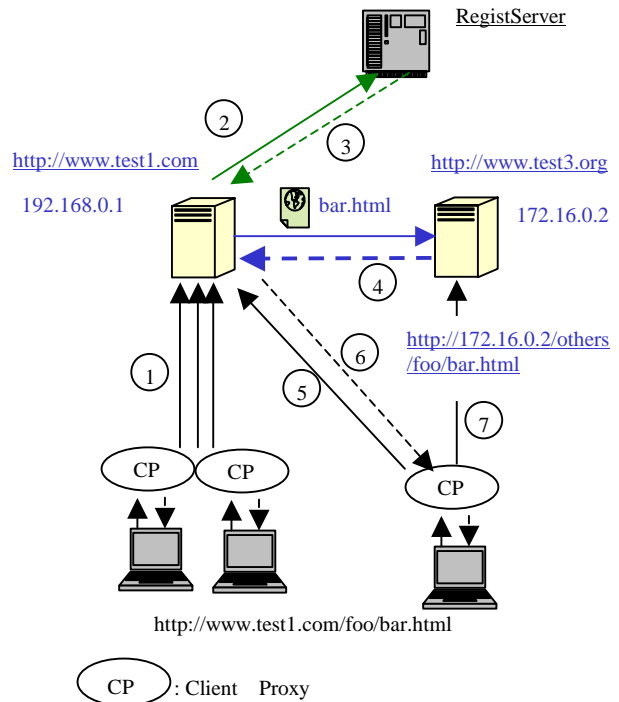 RegistServer
2
3
http://www.test1.com
http://www.test3.org
192.168.0.1
bar.html
172.16.0.2
4
http://172.16.0.2/others
/foo/bar.html
6
1
5
7
CP
CP
CP
http://www.test1.com/foo/bar.html
CP : Client Proxy